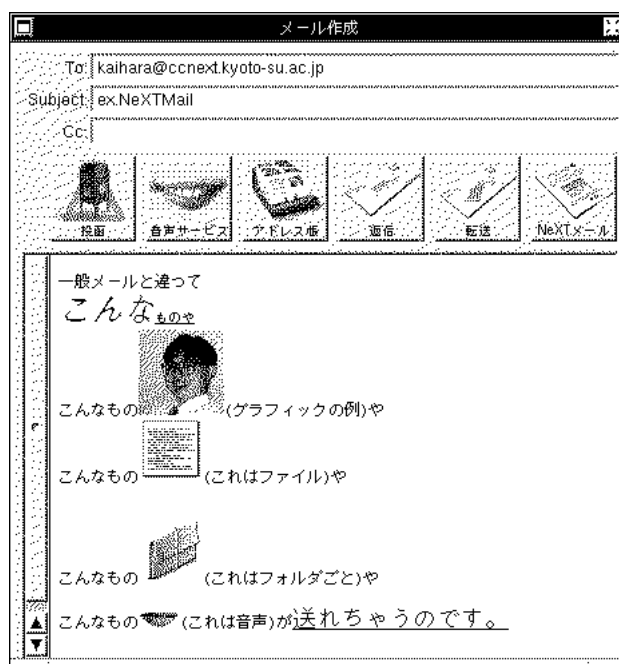 メール作成
To: kaihara@ccnext.kyoto-su.ac.jp
Subject: ex.NeXTMail
Cc:
投函 音声サービス アドレス帳 返信 転送 NeXTメール
一般メールと違って
こんなものや
こんなもの (グラフィックの例)や
こんなもの (これはファイル)や
こんなもの (これはフォルダごと)や
こんなもの (これは音声)が送れちゃうのです。